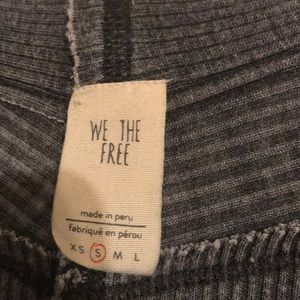 WE THE
FREE
made in peru
fabriqué en pérou
XS S M L